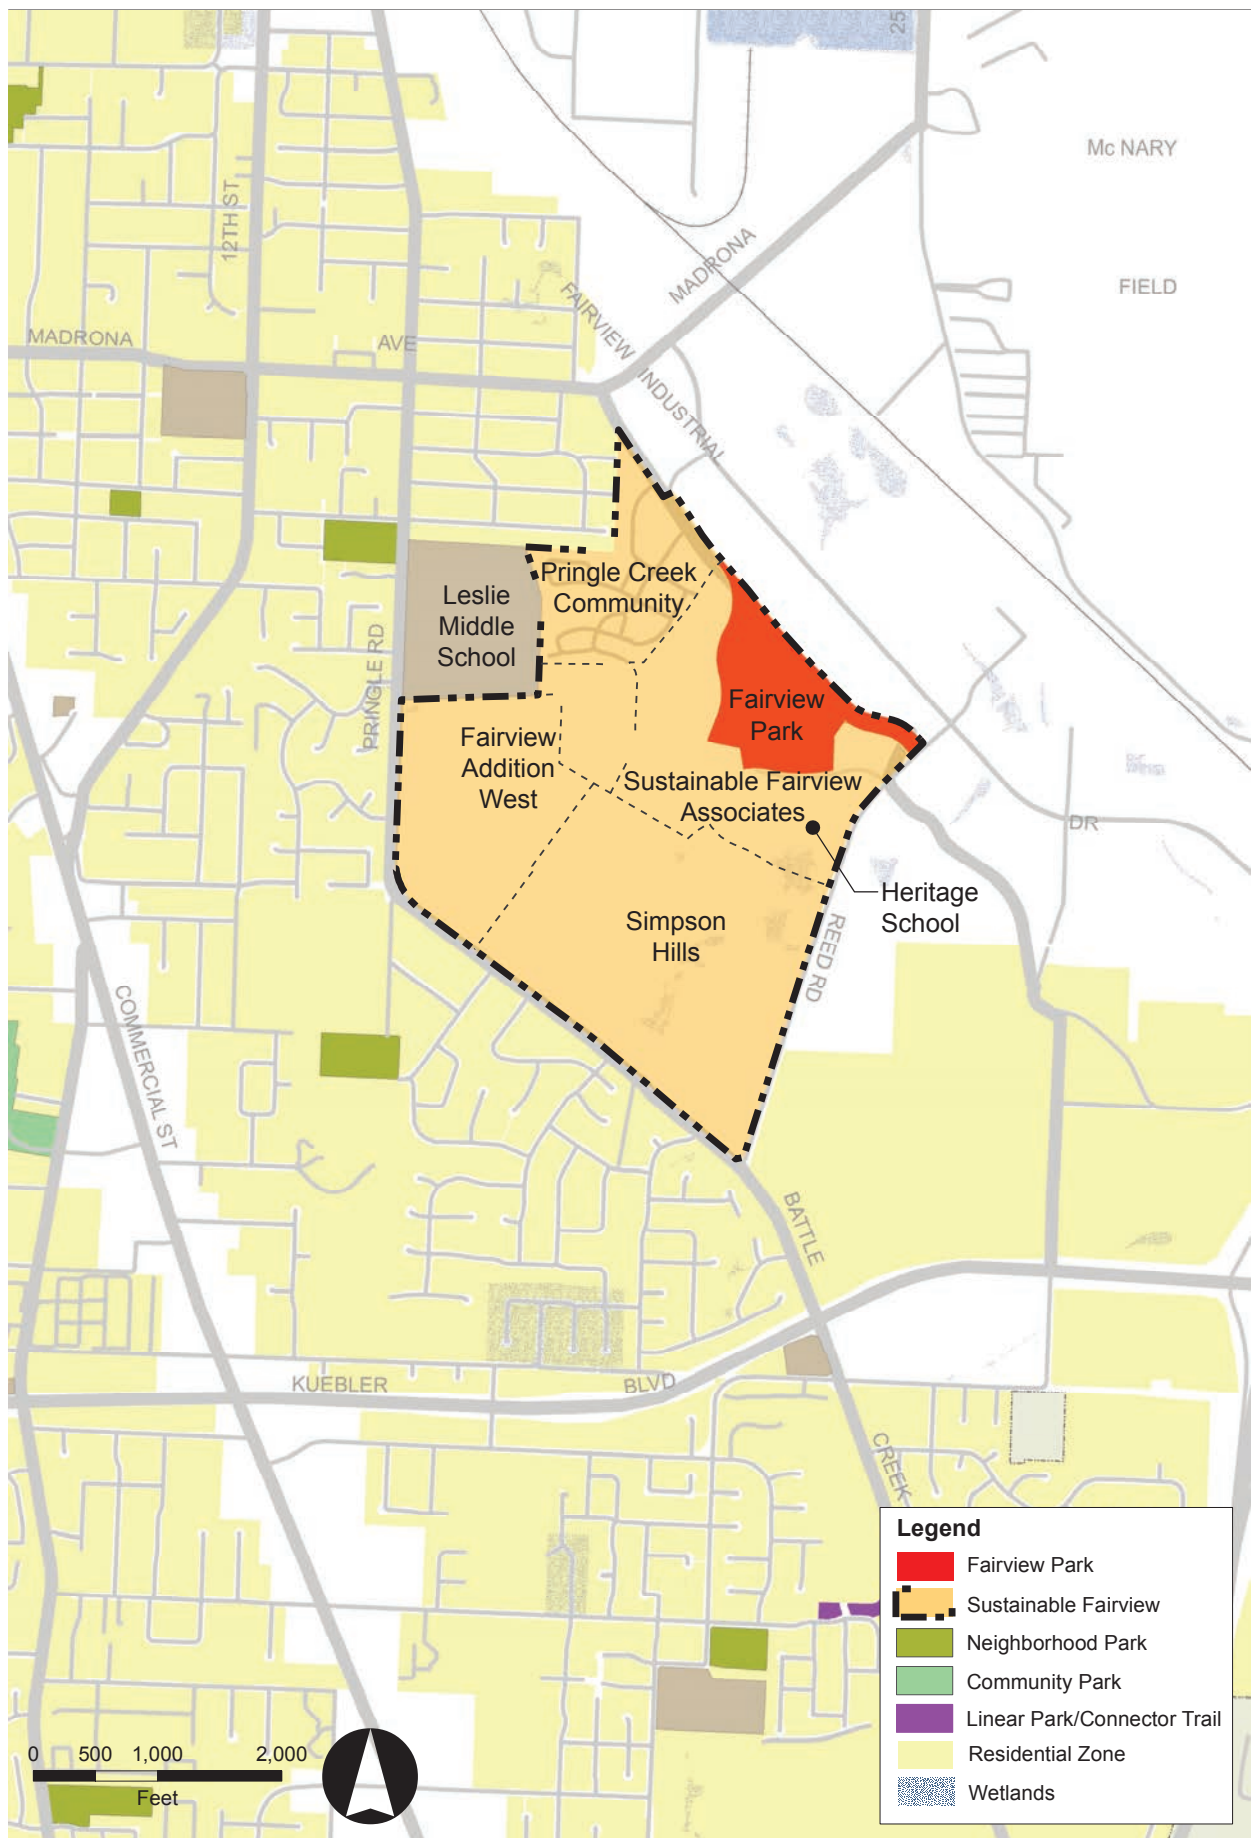 25
Mc NARY
12TH ST
MADRONA
FIELD
FAIRVIEW INDUSTRIAL
MADRONA
AVE
Pringle Creek
Community
Leslie
Middle
School
PRINGLE RD
Fairview
Park
Fairview
Addition
West
Sustainable Fairview
Associates
DR
Heritage
School
Simpson
Hills
REED RD
COMMERCIAL ST
BATTLE
KUEBLER
BLVD
CREEK
Legend
Fairview Park
Sustainable Fairview
Neighborhood Park
Community Park
Linear Park/Connector Trail
Residential Zone
Wetlands
0 500 1,000 2,000
Feet